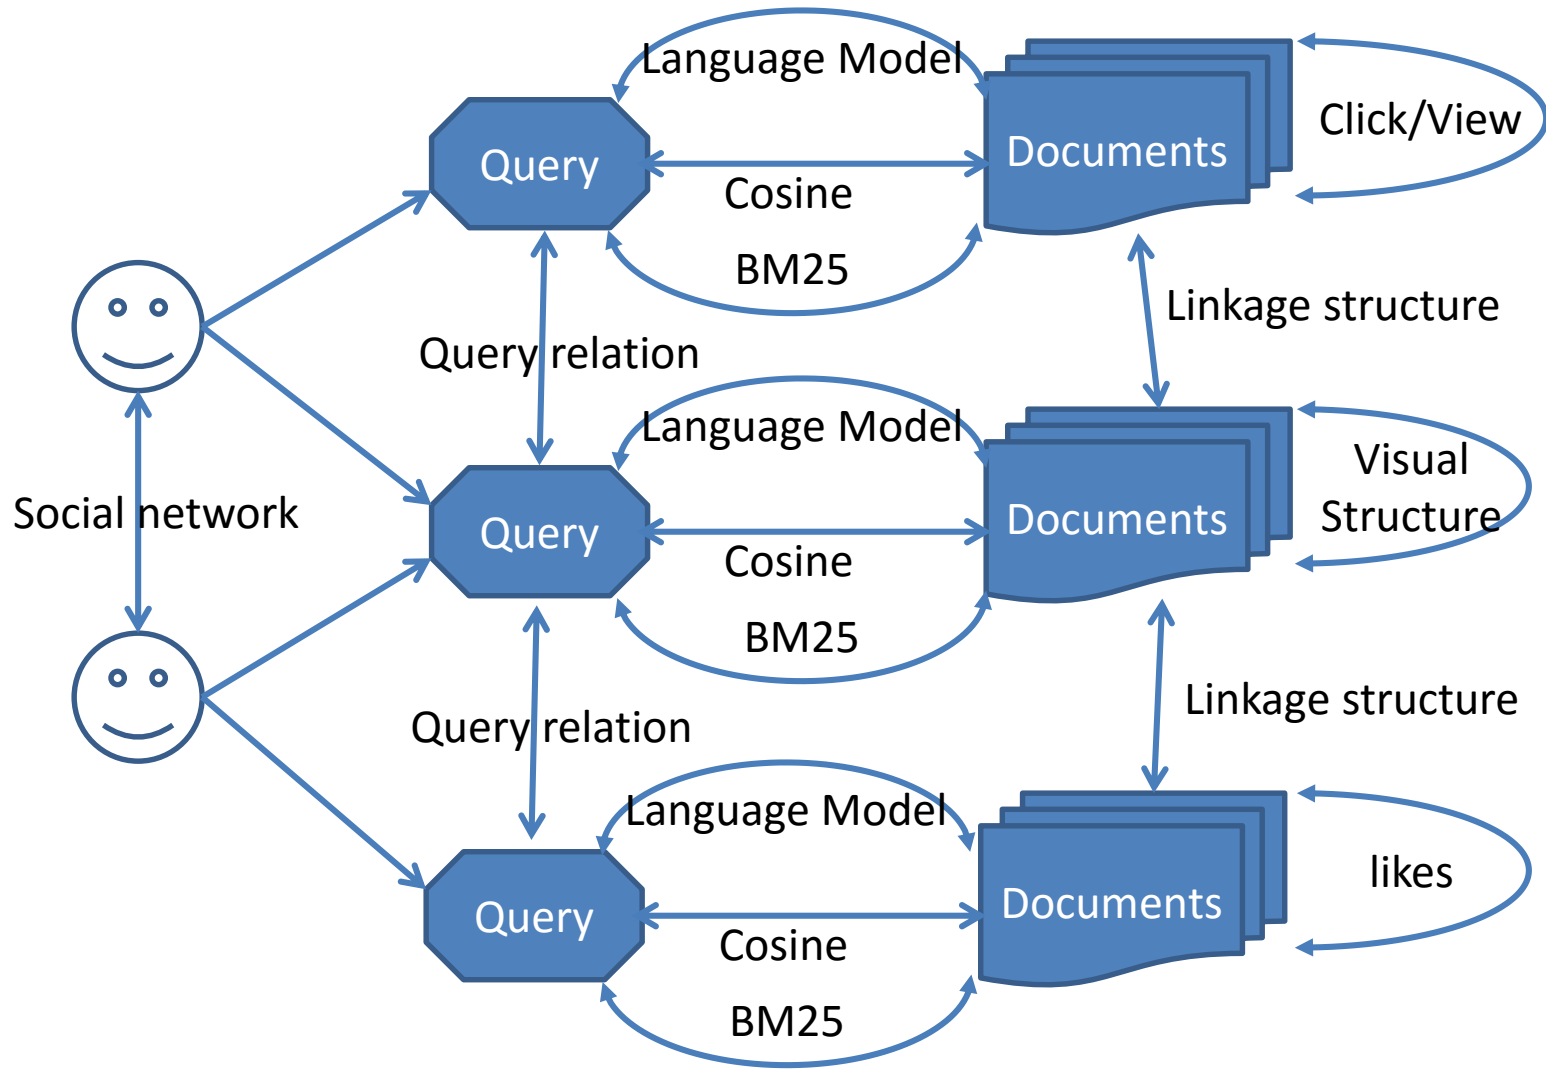 Language Model
Query
Documents
Click/View
Cosine
BM25
Linkage structure
Query relation
Language Model
Visual
Structure
Social network
Query
Documents
Cosine
BM25
Linkage structure
Query relation
Language Model
likes
Query
Documents
Cosine
BM25